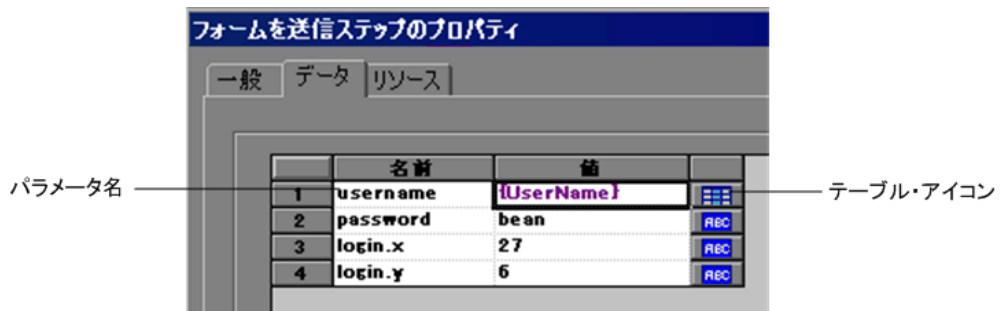 フォームを送信ステップのプロパティ
一般 データ リソース
名前 値
パラメータ名 1 username {UserName} テーブル・アイコン
2 password bean ABC
3 login.x 27 ABC
4 login.y 6 ABC